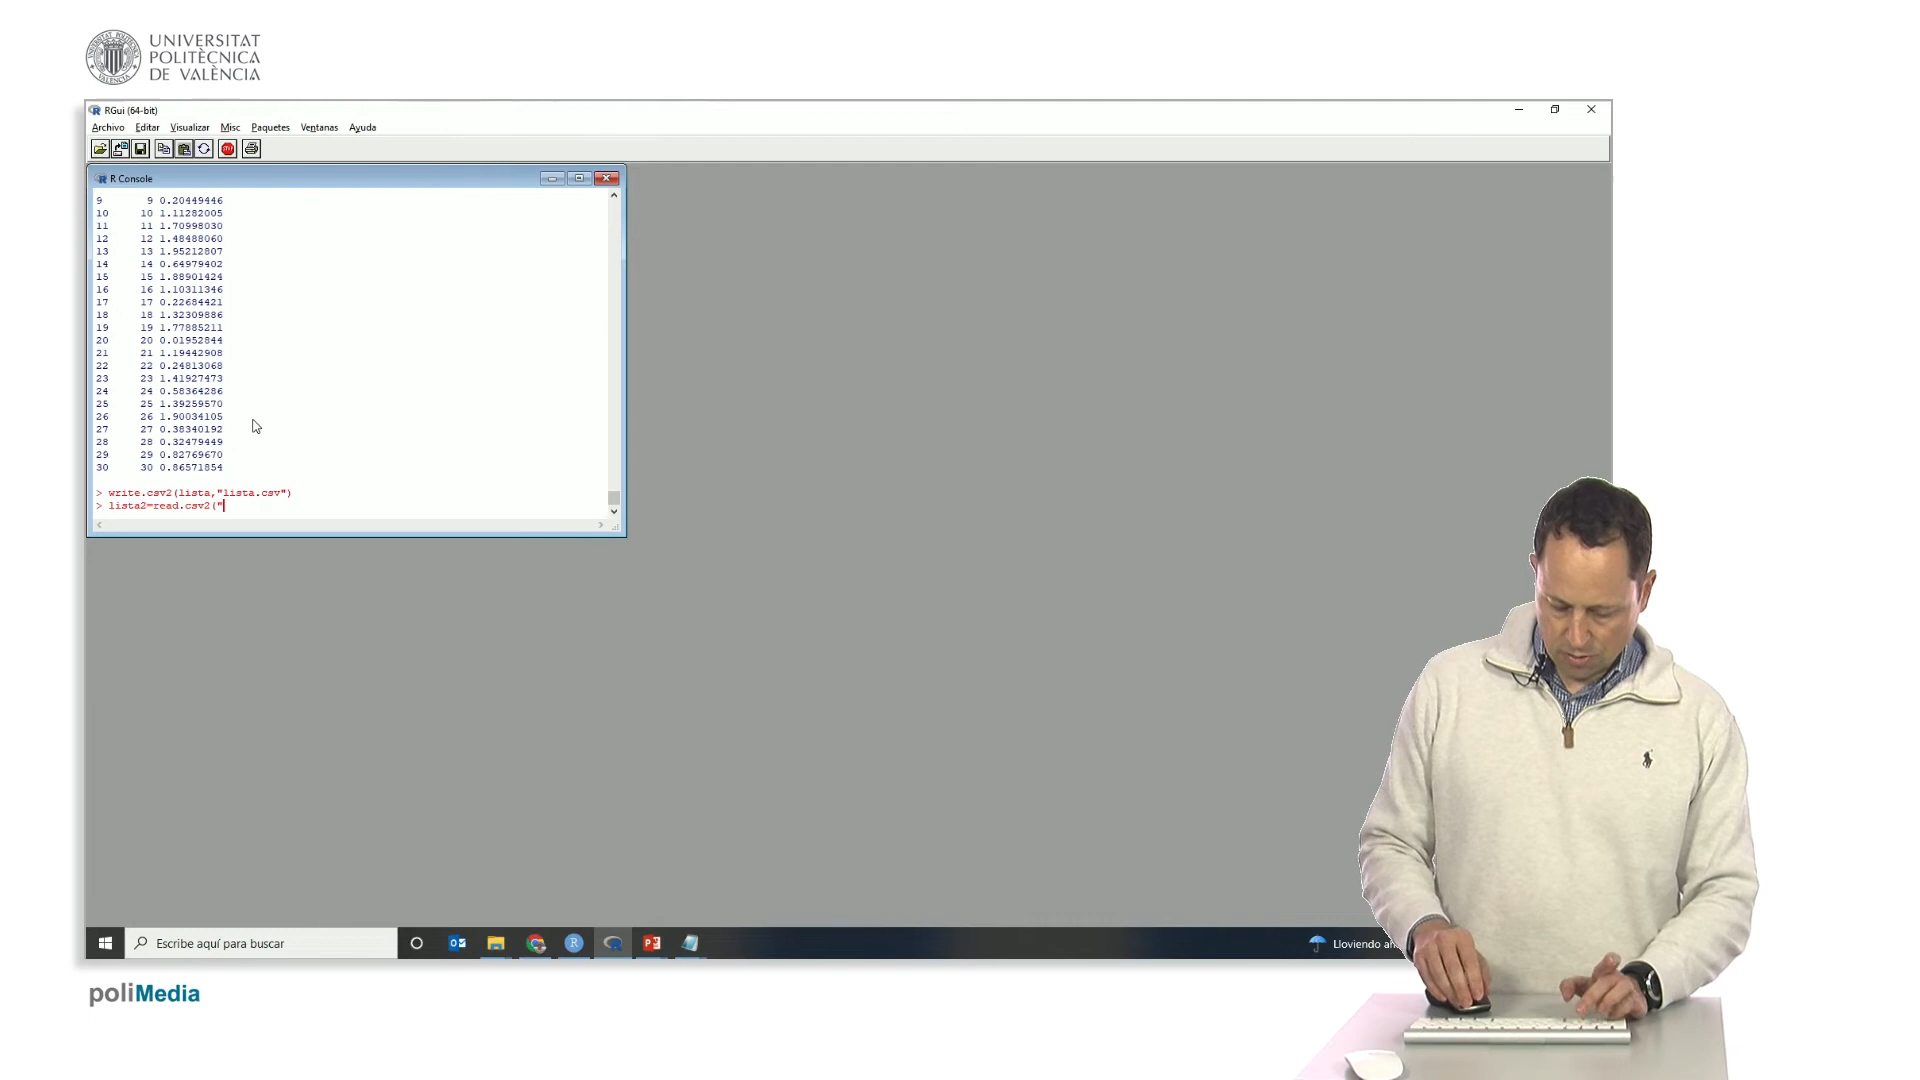 UNIVERSITAT
POLITÈCNICA
DE VALÈNCIA
RGui (64-bit)
Archivo Editar Visualizar Misc Paquetes Ventanas Ayuda
R Console
9 9 0.20449446
10 10 1.11282005
11 11 1.70998030
12 12 1.48488060
13 13 1.95212807
14 14 0.64979402
15 15 1.88901424
16 16 1.10311346
17 17 0.22684421
18 18 1.32309886
19 19 1.77885211
20 20 0.01952844
21 21 1.19442908
22 22 0.24813068
23 23 1.41927473
24 24 0.58364286
25 25 1.39259570
26 26 1.90034105
27 27 0.38340192
28 28 0.32479449
29 29 0.82769670
30 30 0.86571854
> write.csv2(lista,"lista.csv")
> lista2=read.csv2("
Escribe aquí para buscar
Lloviendo
poliMedia